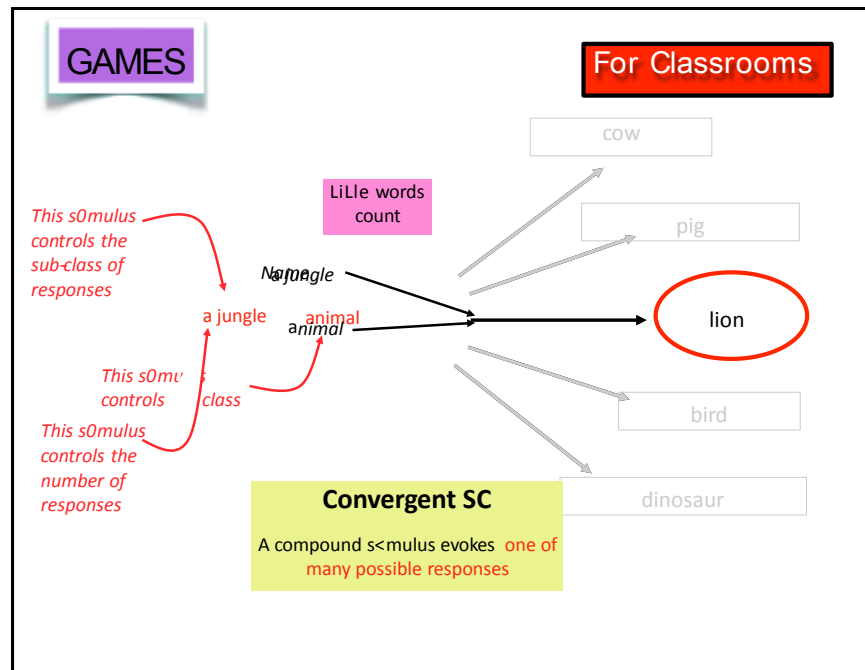 GAMES
For Classrooms
cow
LiLle words
count
pig
This s0mulus
controls the
sub-class of
responses
Name
a jungle
a jungle
animal
animal
lion
This s0mu s
controls class
bird
This s0mulus
controls the
number of
responses
dinosaur
Convergent SC
A compound s<mulus evokes one of
many possible responses